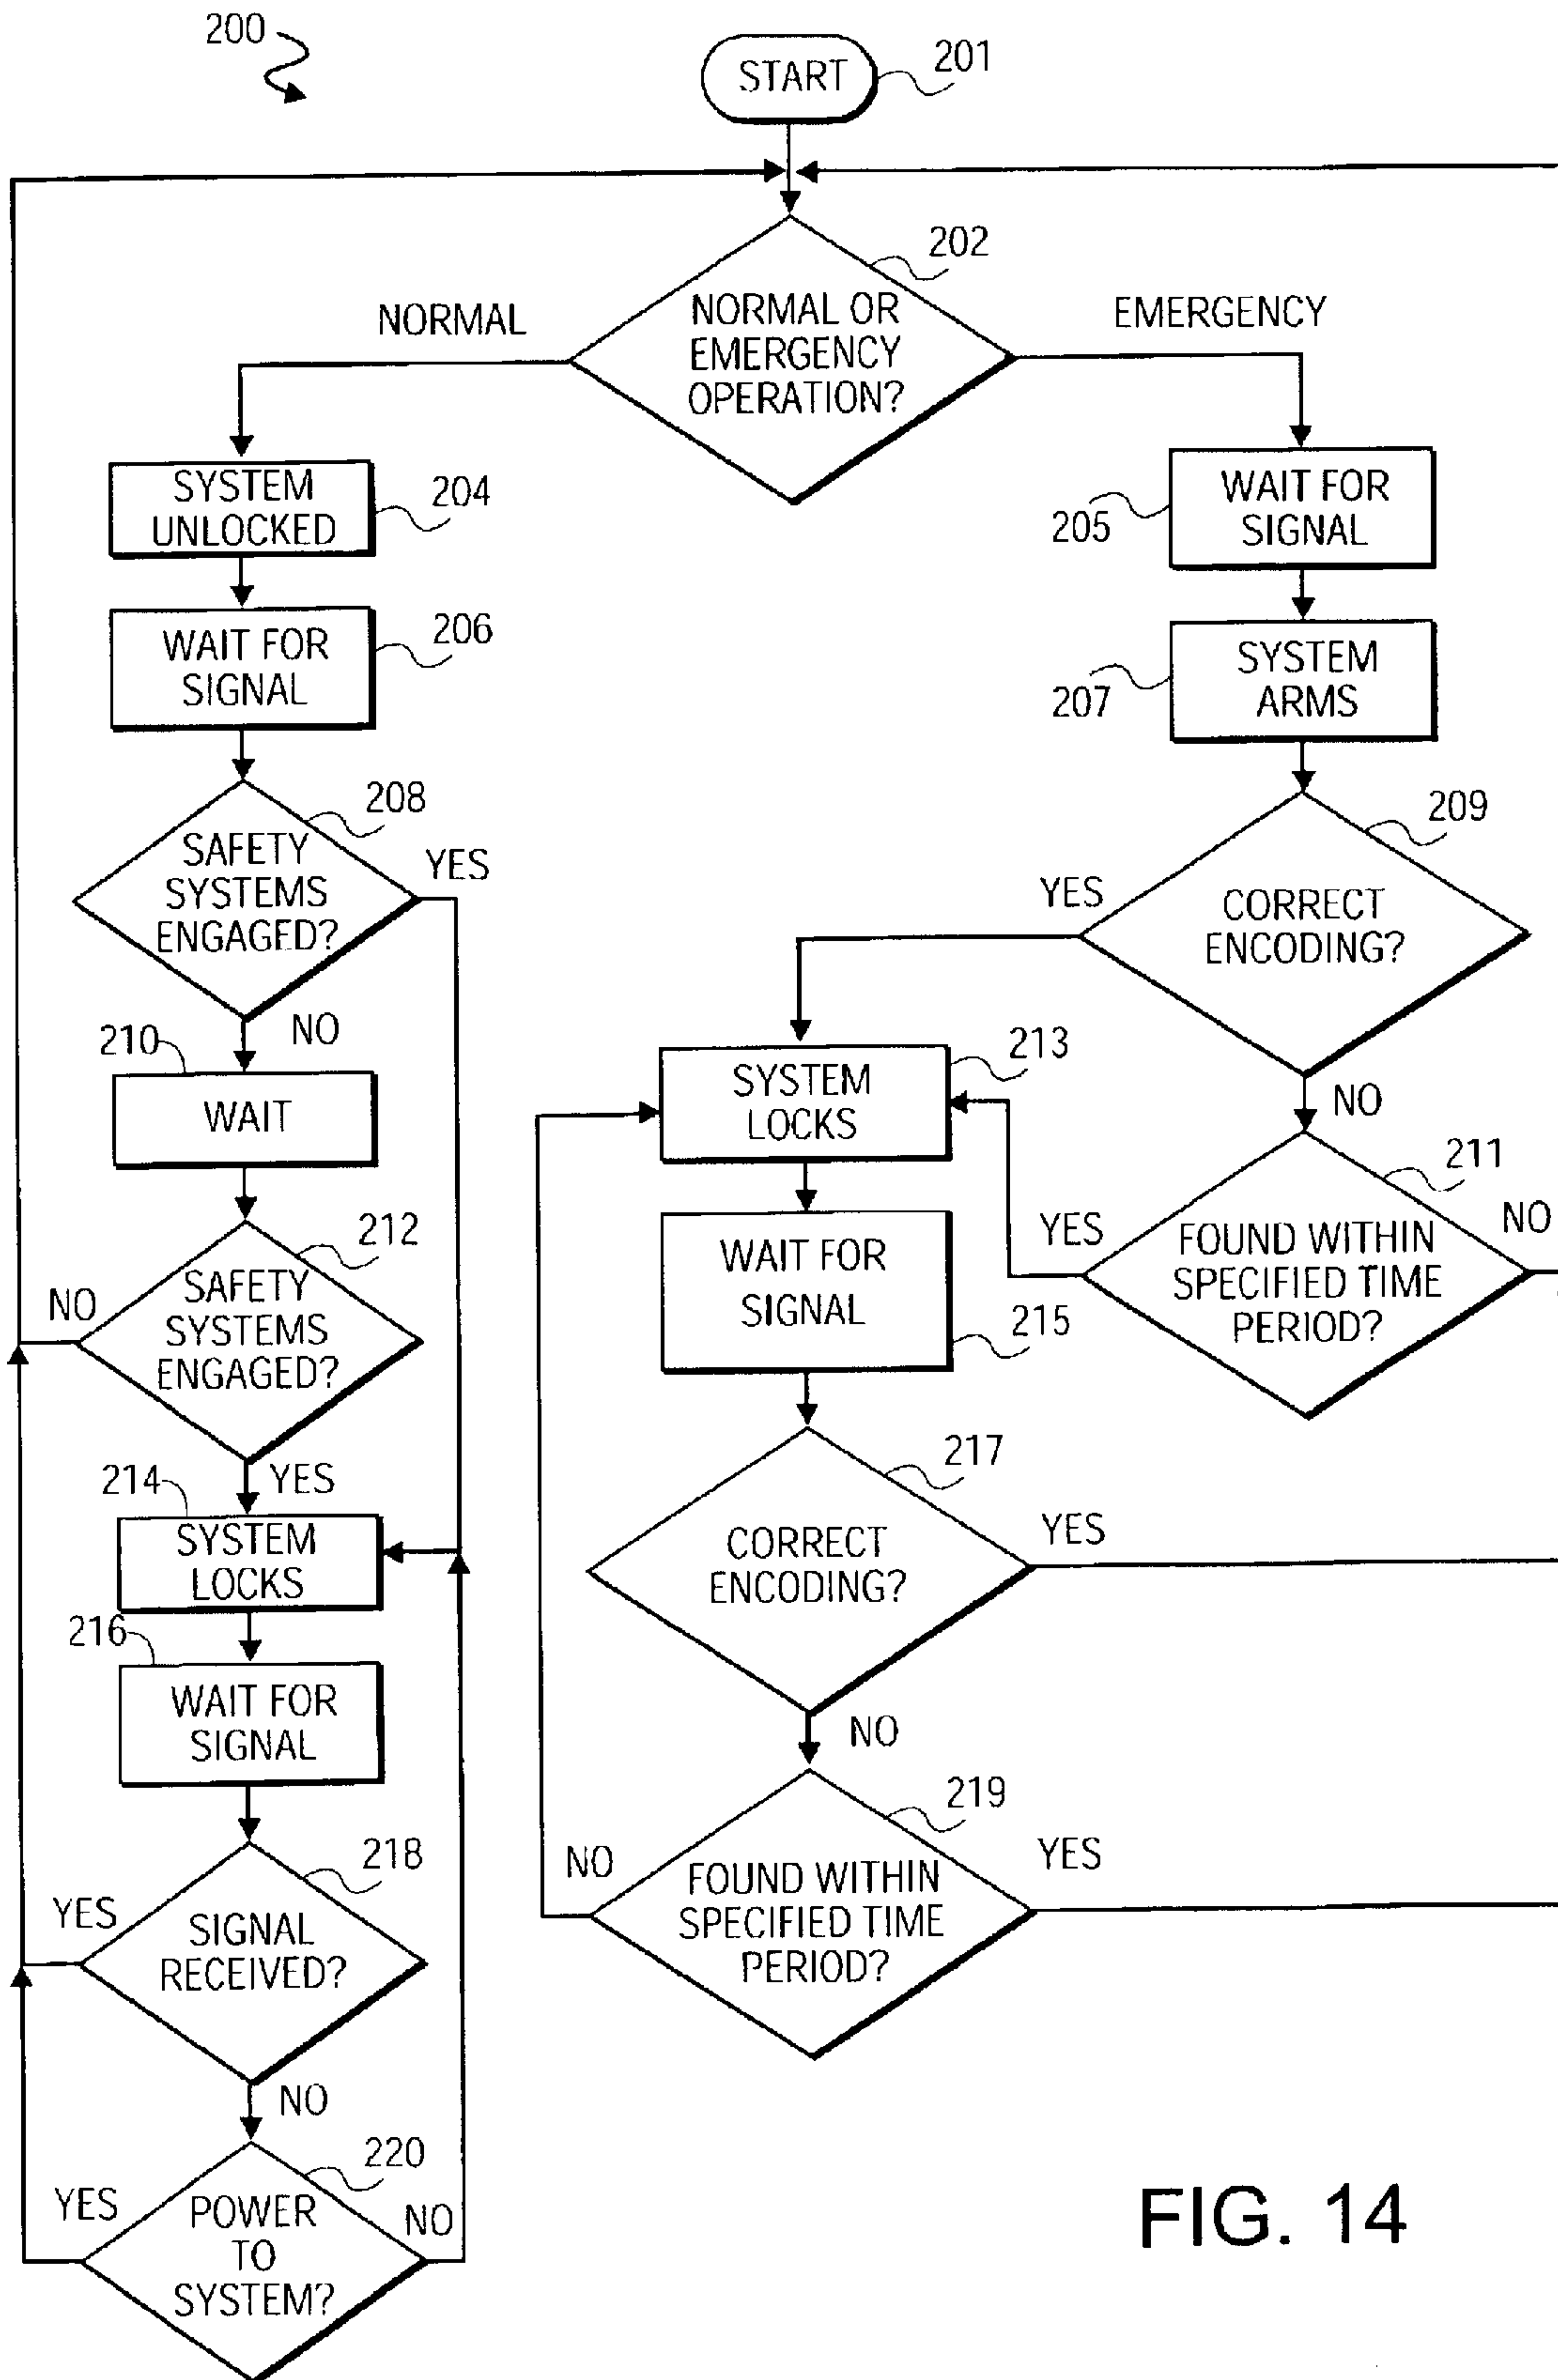 200
START
201
202
NORMAL OR
EMERGENCY
OPERATION?
NORMAL
EMERGENCY
SYSTEM
UNLOCKED
204
WAIT FOR
SIGNAL
205
WAIT FOR
SIGNAL
206
SYSTEM
ARMS
207
SAFETY
SYSTEMS
ENGAGED?
208
YES
NO
CORRECT
ENCODING?
209
YES
NO
210
WAIT
SYSTEM
LOCKS
213
FOUND WITHIN
SPECIFIED TIME
PERIOD?
211
YES
NO
SAFETY
SYSTEMS
ENGAGED?
212
NO
YES
WAIT FOR
SIGNAL
215
214
SYSTEM
LOCKS
CORRECT
ENCODING?
217
YES
NO
216
WAIT FOR
SIGNAL
FOUND WITHIN
SPECIFIED TIME
PERIOD?
219
NO
YES
SIGNAL
RECEIVED?
218
YES
NO
POWER
TO
SYSTEM?
220
YES
NO
FIG. 14